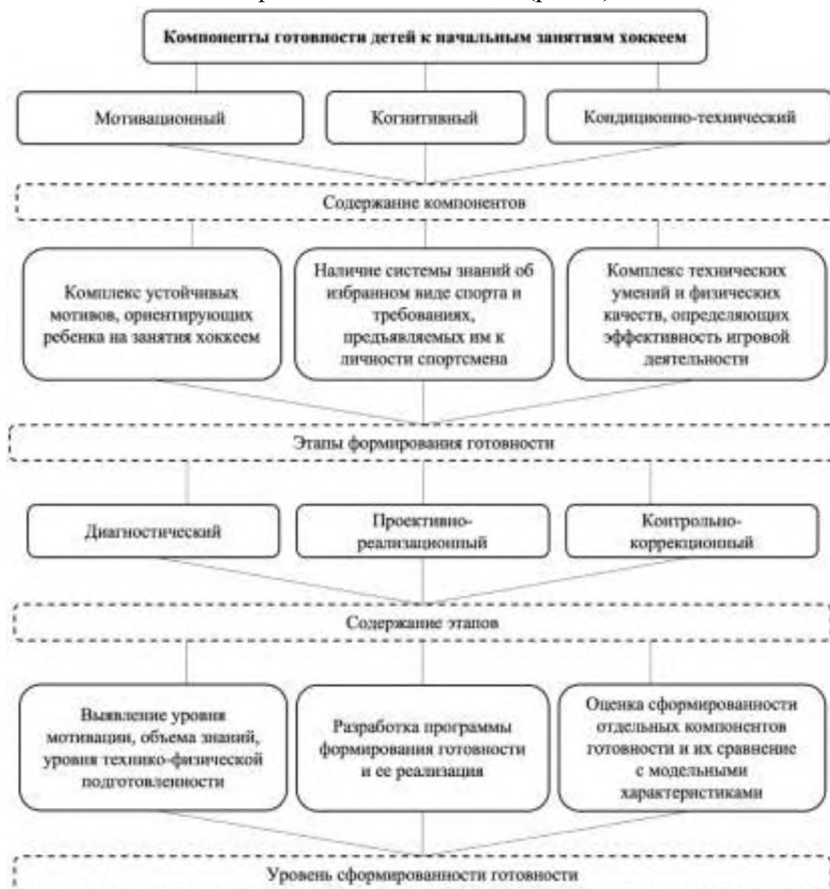 Компоненты готовности детей к начальным занятиям хоккеем
Мотивационный
Когнитивный
Кондиционно-технический
Содержание компонентов
Комплекс устойчивых
мотивов, ориентирующих
ребенка на занятия хоккеем
Наличие системы знаний об
избранном виде спорта и
требованиях,
предъявляемых им к
личности спортсмена
Комплекс технических
умений и физических
качеств, определяющих
эффективность игровой
деятельности
Этапы формирования готовности
Диагностический
Проективно-
реализационный
Контрольно-
коррекционный
Содержание этапов
Выявление уровня
мотивации, объема знаний,
уровня технико-физической
подготовленности
Разработка программы
формирования готовности
и ее реализация
Оценка сформированности
отдельных компонентов
готовности и их сравнение
с модельными
характеристиками
Уровень сформированности готовности